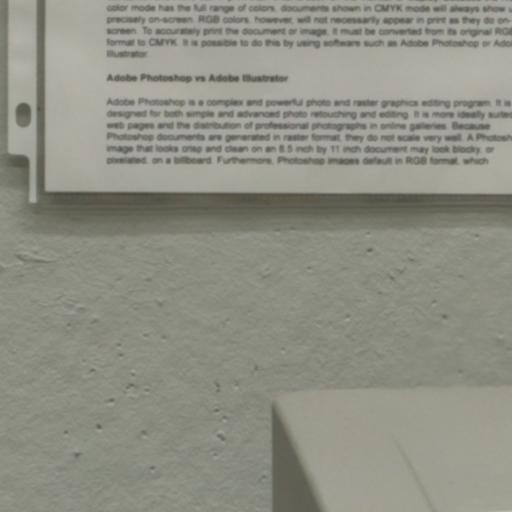 color mode has the full range of colors, documents shown in CMYK mode will always show
precisely on-screen. RGB colors, however, will not necessarily appear in print as they do on-
screen. To accurately print the document or image, it must be converted from its original RGB
format to CMYK. It is possible to do this by using software such as Adobe Photoshop or Ado
Illustrator.
Adobe Photoshop vs Adobe Illustrator
Adobe Photoshop is a complex and powerful photo and raster graphics editing program. It is
designed for both simple and advanced photo retouching and editing. It is more ideally suited
web pages and the distribution of professional photographs in online galleries. Because
Photoshop documents are generated in raster format, they do not scale very well. A Photosh
image that looks crisp and clean on an 8.5 inch by 11 inch document may look blocky, or
pixelated, on a billboard. Furthermore, Photoshop images default in RGB format, which